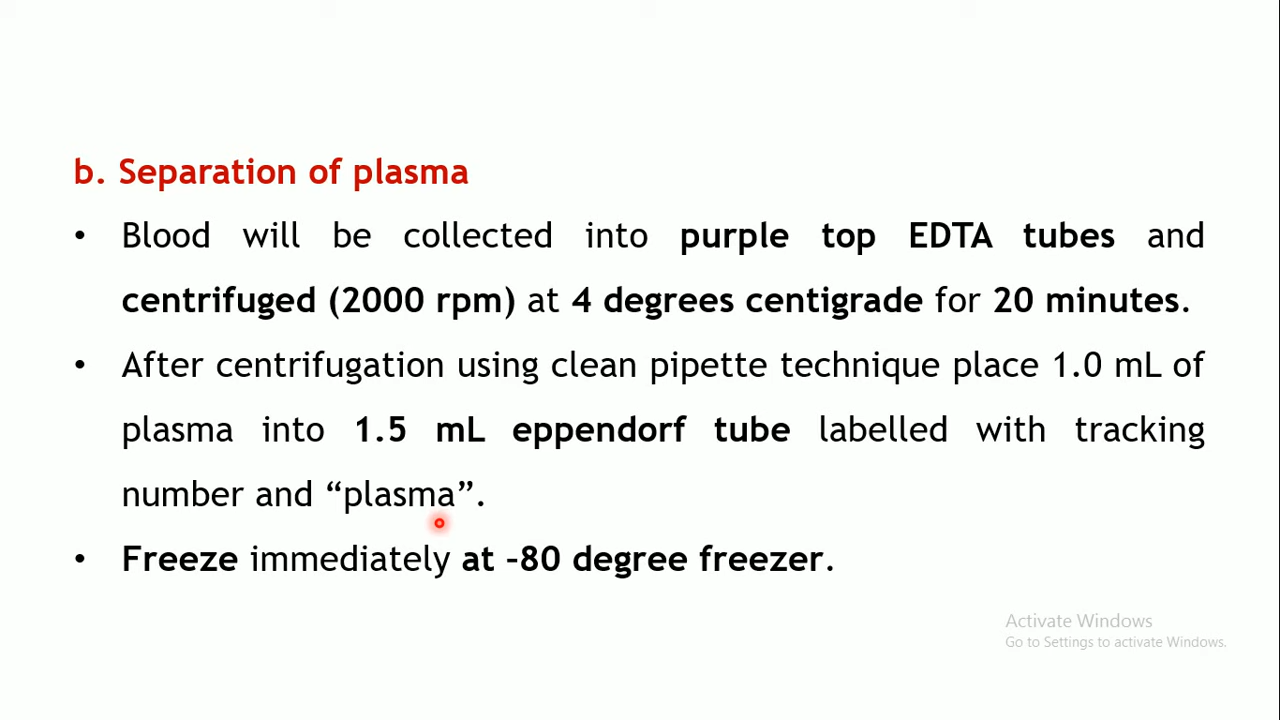 b. Separation of plasma
• Blood will be collected into purple top EDTA tubes and
centrifuged (2000 rpm) at 4 degrees centigrade for 20 minutes.
• After centrifugation using clean pipette technique place 1.0 mL of
plasma into 1.5 mL eppendorf tube labelled with tracking
number and “plasma”.
• Freeze immediately at –80 degree freezer.
Activate Windows
Go to Settings to activate Windows.